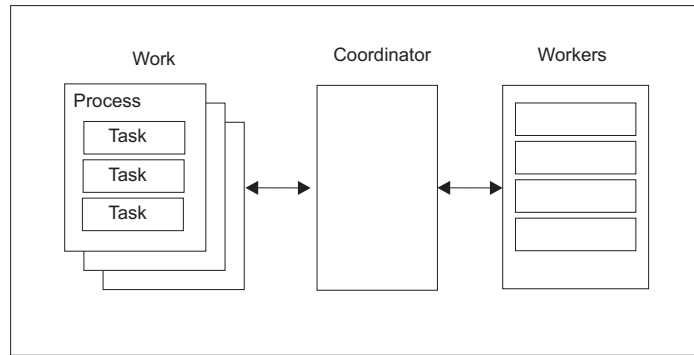 Work
Coordinator
Workers
Process
Task
Task
Task